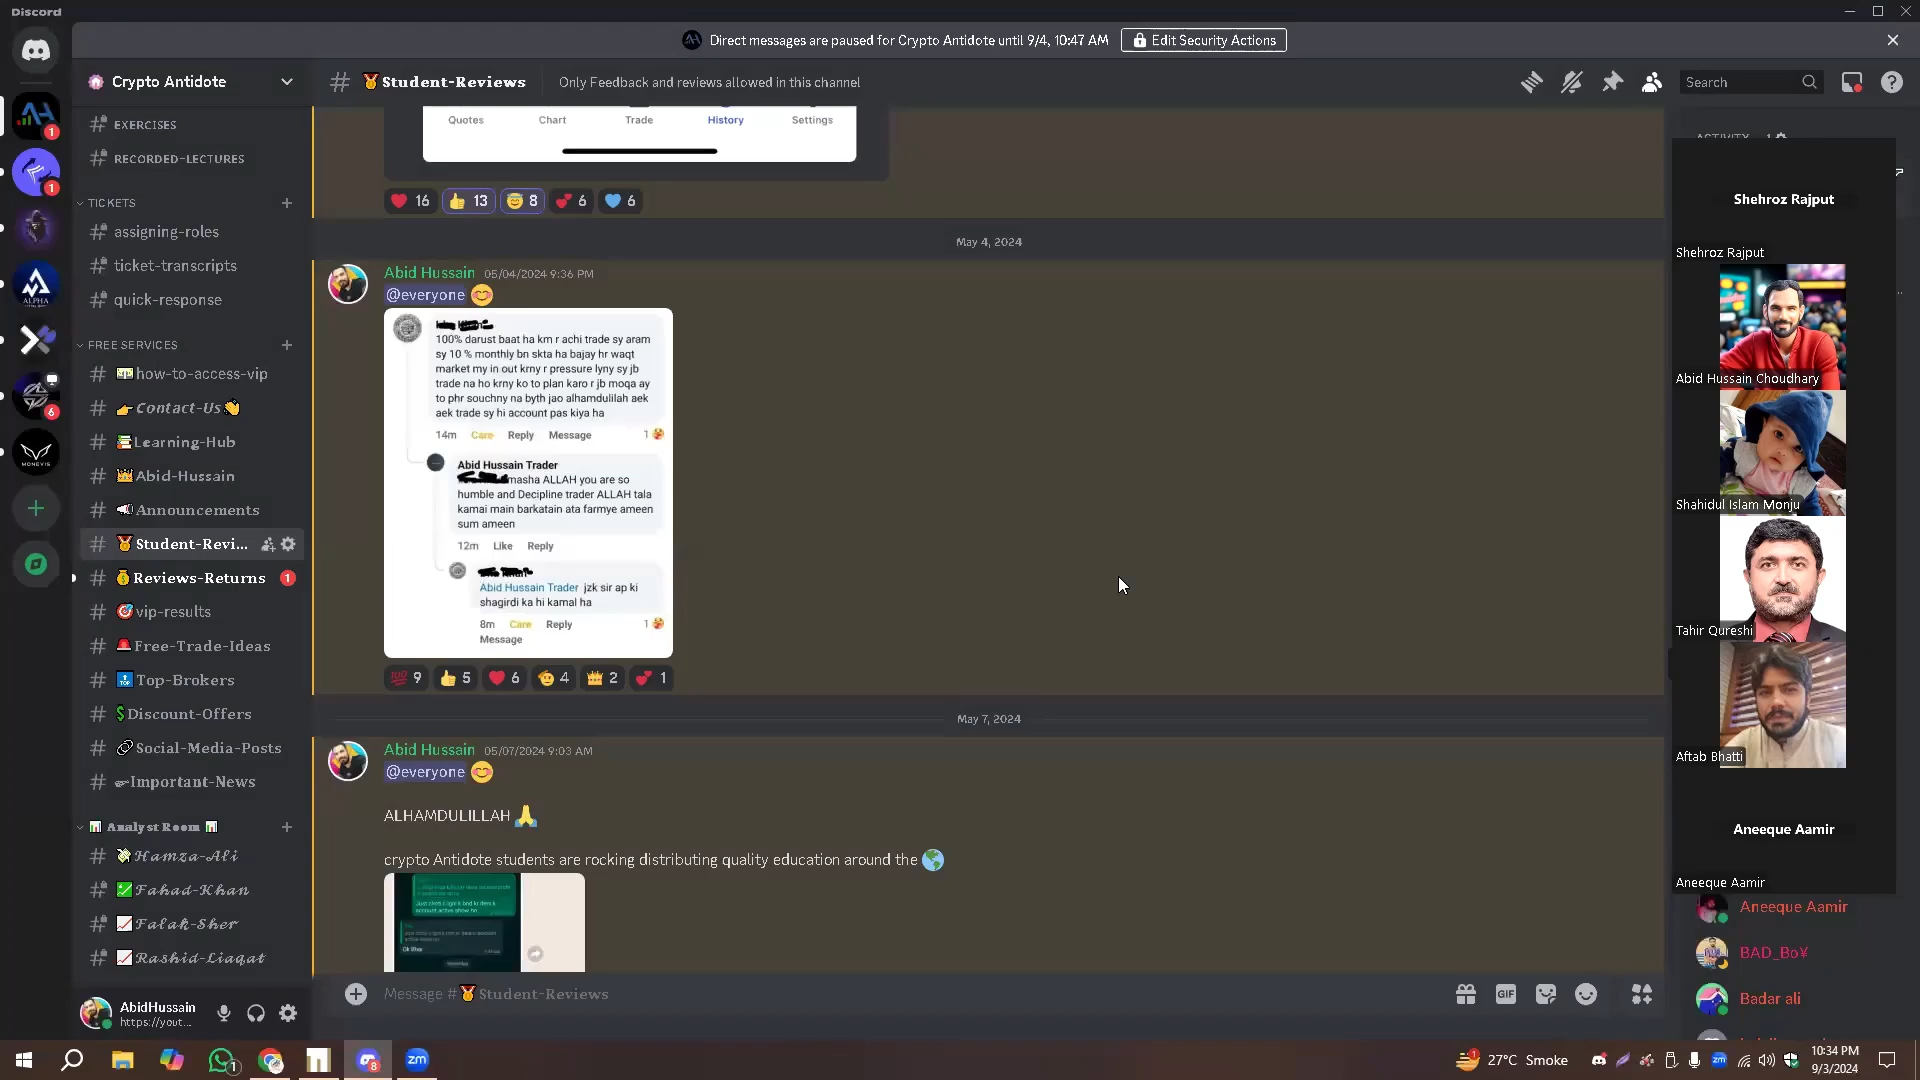 Discord
Direct messages are paused for Crypto Antidote until 9/4, 10:47 AM
Edit Security Actions
Crypto Antidote
# 🏅Student-Reviews
Only Feedback and reviews allowed in this channel
Search
EXERCISES
RECORDED-LECTURES
TICKETS
assigning-roles
ticket-transcripts
quick-response
FREE SERVICES
how-to-access-vip
Contact-Us
Learning-Hub
Abid-Hussain
Announcements
Student-Revi...
Reviews-Returns 1
vip-results
Free-Trade-Ideas
Top-Brokers
Discount-Offers
Social-Media-Posts
Important-News
Analyst Room
Hamza-Ali
Fahad-Khan
Falak-Sher
Rashid-Liaqat
AbidHussain
https://yout...
1
1
6
ALPHA
MONEVIS
Quotes Chart Trade History Settings
16 13 8 6 6
May 4, 2024
Abid Hussain 05/04/2024 9:36 PM
@everyone 😊
100% darust baat ha km r achi trade sy aram
sy 10 % monthly bn skta ha bajay hr waqt
market my in out krny r pressure lyny sy jb
trade na ho krny ko to plan karo r jb moqa ay
to phr souchny na byth jao alhamdulilah aek
aek trade sy hi account pas kiya ha
14m Care Reply Message 1
Abid Hussain Trader
masha ALLAH you are so
humble and Decipline trader ALLAH tala
kamai main barkatain ata farmye ameen
sum ameen
12m Like Reply
Abid Hussain Trader jzk sir ap ki
shagirdi ka hi kamal ha
8m Care Reply 1
Message
9 5 6 4 2 1
May 7, 2024
Abid Hussain 05/07/2024 9:03 AM
@everyone 😊
ALHAMDULILLAH 🙏
crypto Antidote students are rocking distributing quality education around the 🌎
Message #🏅Student-Reviews
GIF
Shehroz Rajput
Shehroz Rajput
Abid Hussain Choudhary
Shahidul Islam Monju
Tahir Qureshi
Aftab Bhatti
Aneeque Aamir
Aneeque Aamir
Aneeque Aamir
BAD_Bo¥
Badar ali
zm
27°C Smoke
10:34 PM
9/3/2024